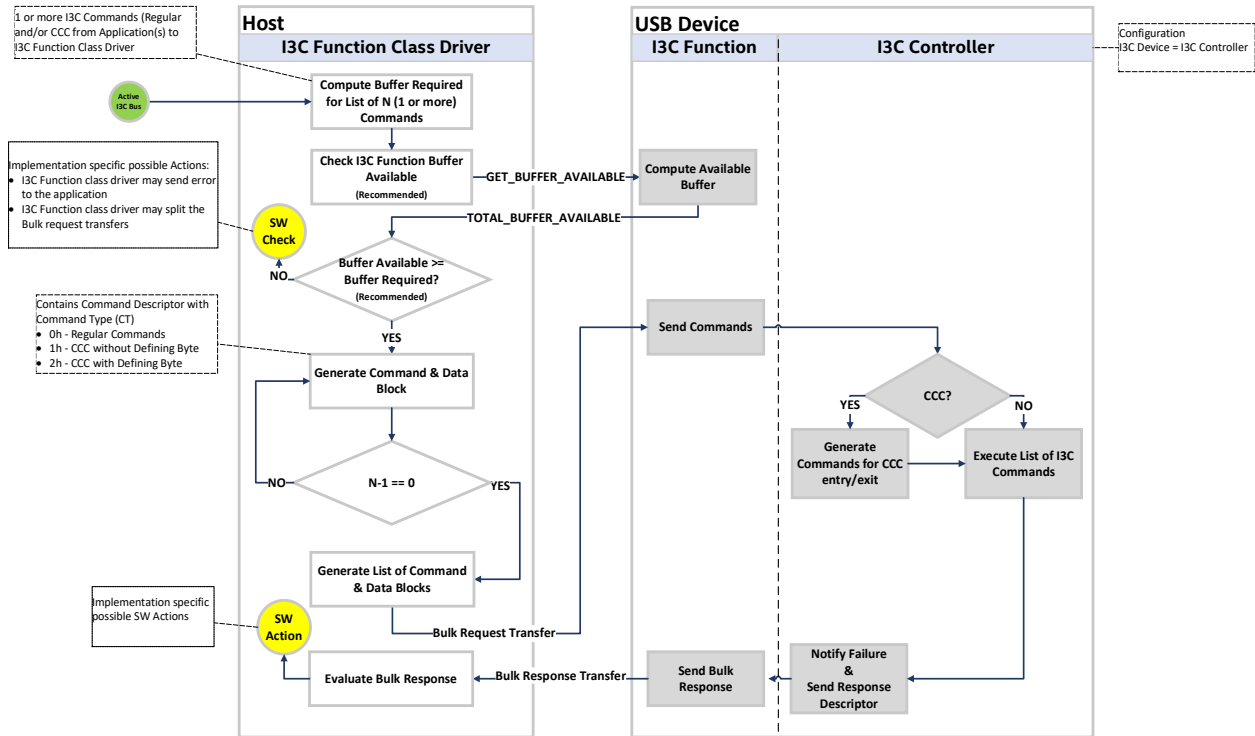 1 or more I3C Commands (Regular
and/or CCC from Application(s) to
I3C Function Class Driver
Host
I3C Function Class Driver
USB Device
I3C Function
I3C Controller
Configuration
I3C Device = I3C Controller
Active
I3C Bus
Compute Buffer Required
for List of N (1 or more)
Commands
Implementation specific possible Actions:
• I3C Function class driver may send error
to the application
• I3C Function class driver may split the
Bulk request transfers
Check I3C Function Buffer
Available
(Recommended)
GET_BUFFER_AVAILABLE
Compute Available
Buffer
TOTAL_BUFFER_AVAILABLE
SW
Check
NO
Buffer Available >=
Buffer Required?
(Recommended)
YES
Contains Command Descriptor with
Command Type (CT)
• 0h - Regular Commands
• 1h - CCC without Defining Byte
• 2h - CCC with Defining Byte
Send Commands
Generate Command & Data
Block
CCC?
YES
NO
Generate
Commands for CCC
entry/exit
Execute List of I3C
Commands
NO
N-1 == 0
YES
Generate List of Command
& Data Blocks
Implementation specific
possible SW Actions
SW
Action
Bulk Request Transfer
Evaluate Bulk Response
Bulk Response Transfer
Send Bulk
Response
Notify Failure
&
Send Response
Descriptor